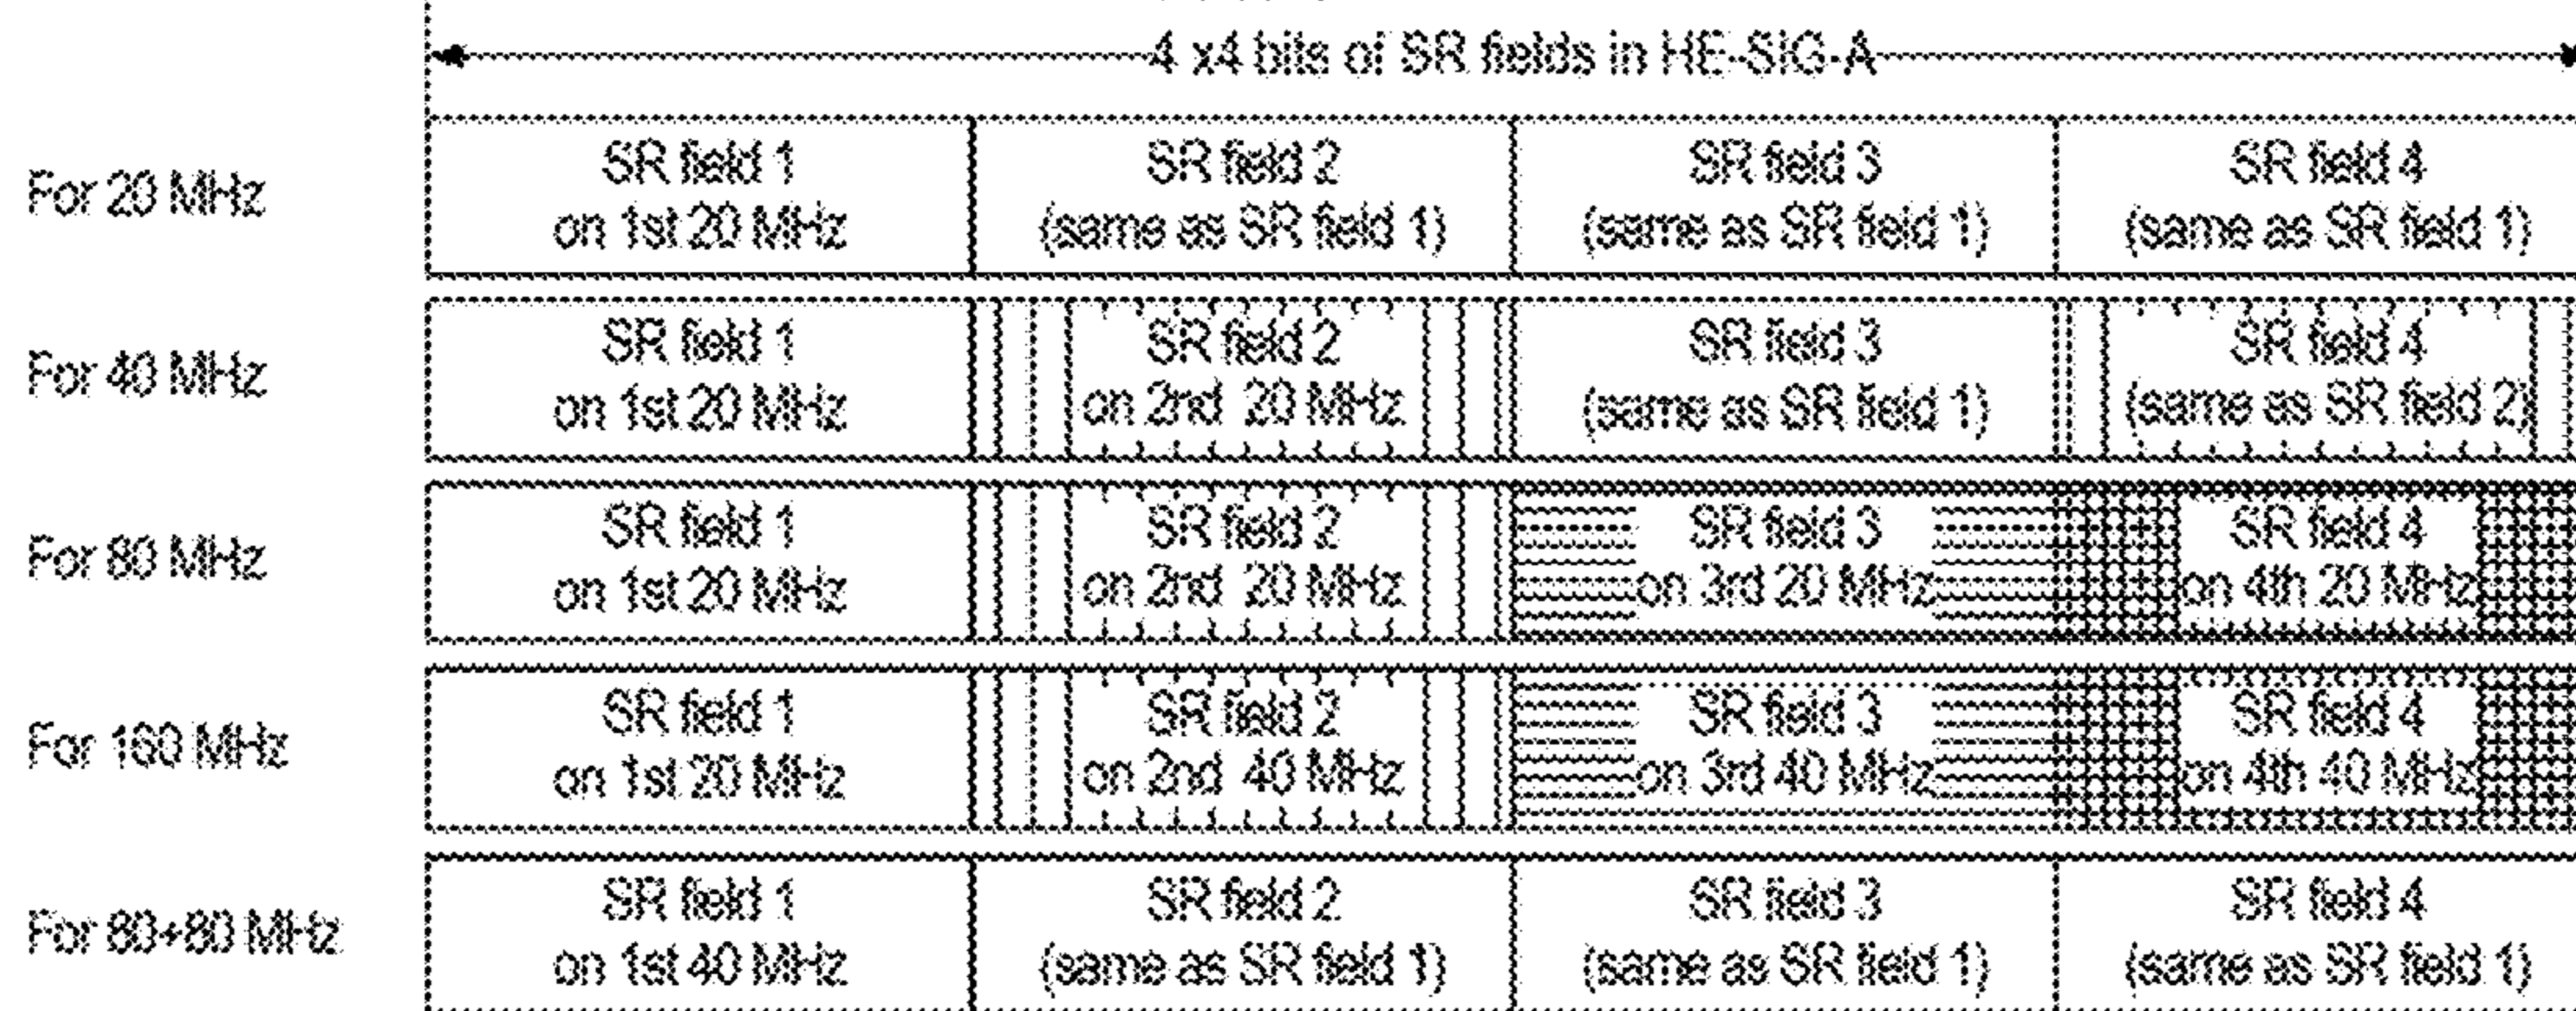 4 x4 bits of SR fields in HE-SIG-A
For 20 MHz
SR field 1
on 1st 20 MHz
SR field 2
(same as SR field 1)
SR field 3
(same as SR field 1)
SR field 4
(same as SR field 1)
For 40 MHz
SR field 1
on 1st 20 MHz
SR field 2
on 2nd 20 MHz
SR field 3
(same as SR field 1)
SR field 4
(same as SR field 2)
For 80 MHz
SR field 1
on 1st 20 MHz
SR field 2
on 2nd 20 MHz
SR field 3
on 3rd 20 MHz
SR field 4
on 4th 20 MHz
For 160 MHz
SR field 1
on 1st 20 MHz
SR field 2
on 2nd 40 MHz
SR field 3
on 3rd 40 MHz
SR field 4
on 4th 40 MHz
For 80+80 MHz
SR field 1
on 1st 40 MHz
SR field 2
(same as SR field 1)
SR field 3
(same as SR field 1)
SR field 4
(same as SR field 1)